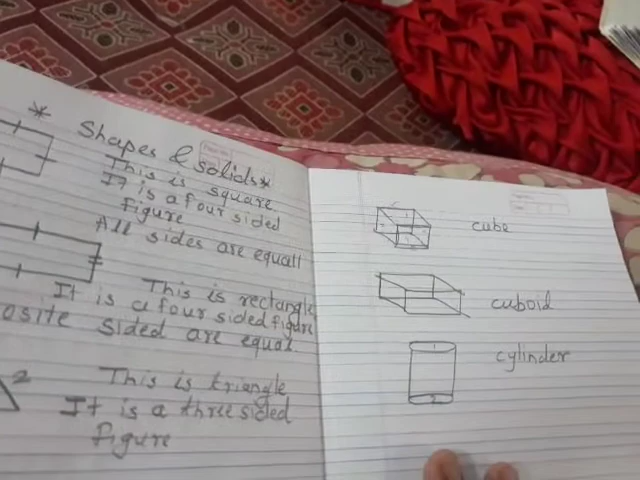 * Shapes & Solids *
This is square
It is a four sided
figure
All sides are equall
This is rectangle
It is a four sided figure
osite sided are equal.
2
This is triangle
It is a three sided
figure
cube
cuboid
cylinder